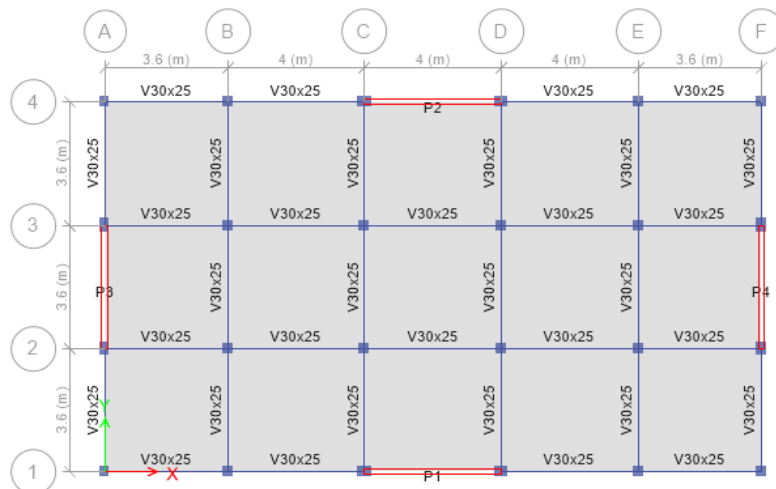 A B C D E F
3.6 (m) 4 (m) 4 (m) 4 (m) 3.6 (m)
V30x25 V30x25 V30x25 V30x25
4
P2
3.6 (m) V30x25 V30x25 V30x25 V30x25 V30x25 V30x25
V30x25 V30x25 V30x25 V30x25 V30x25
3
3.6 (m) P3 V30x25 V30x25 V30x25 V30x25 P4
V30x25 V30x25 V30x25 V30x25 V30x25
2
3.6 (m) V30x25 V30x25 V30x25 V30x25 V30x25 V30x25
Y
V30x25 V30x25 V30x25 V30x25
1
X
P1